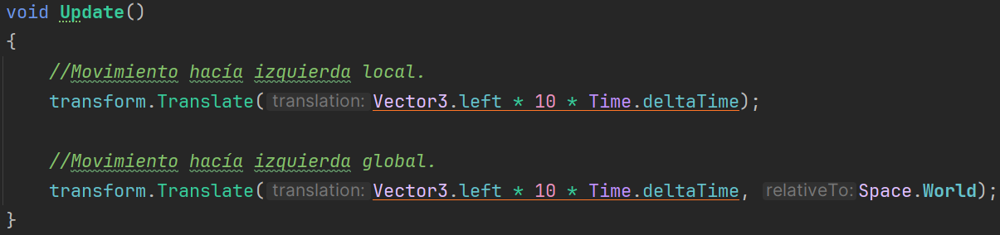 void Update()
{
//Movimiento hacía izquierda local.
transform.Translate(translation: Vector3.left * 10 * Time.deltaTime);
//Movimiento hacía izquierda global.
transform.Translate(translation: Vector3.left * 10 * Time.deltaTime, relativeTo: Space.World);
}